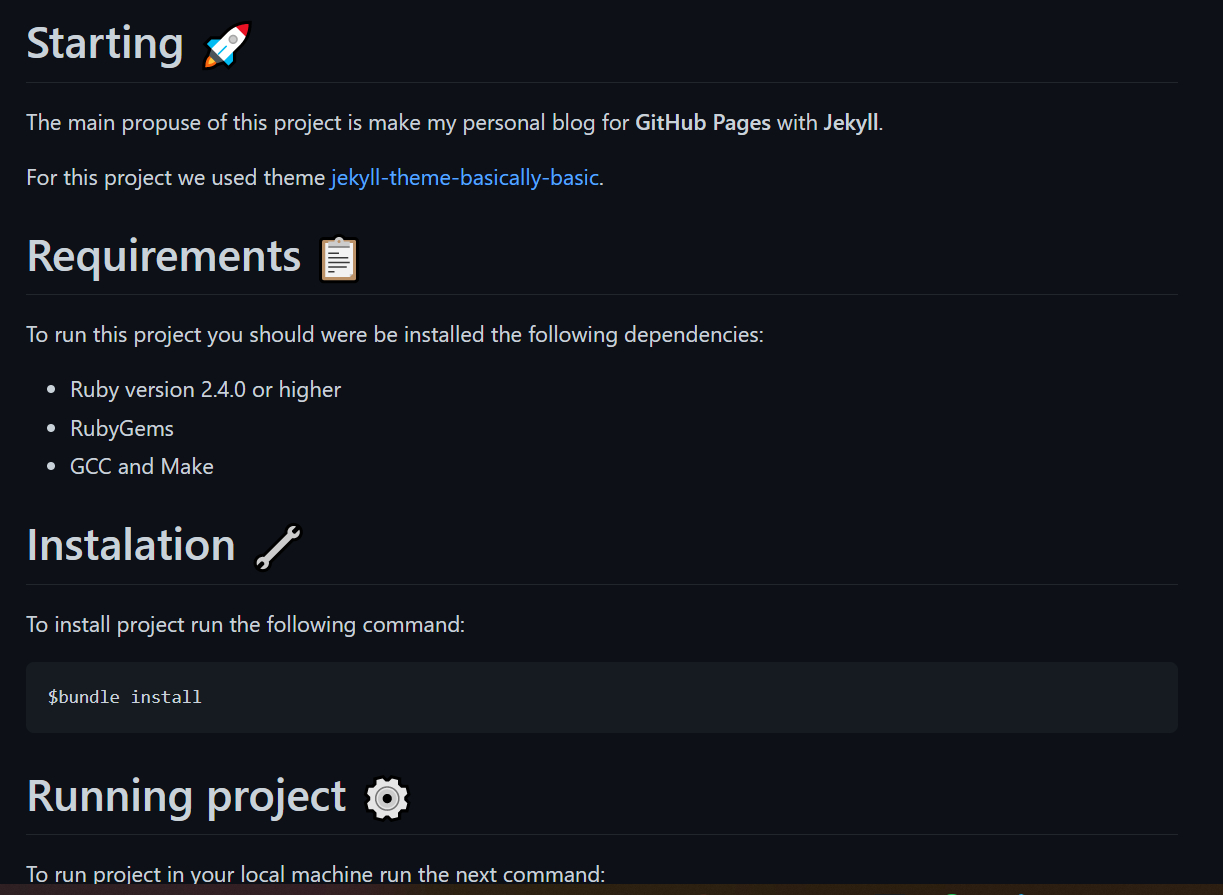 Starting 🚀
The main propuse of this project is make my personal blog for GitHub Pages with Jekyll.
For this project we used theme jekyll-theme-basically-basic.
Requirements 📋
To run this project you should were be installed the following dependencies:
• Ruby version 2.4.0 or higher
• RubyGems
• GCC and Make
Instalation 🔧
To install project run the following command:
$bundle install
Running project ⚙️
To run project in your local machine run the next command: